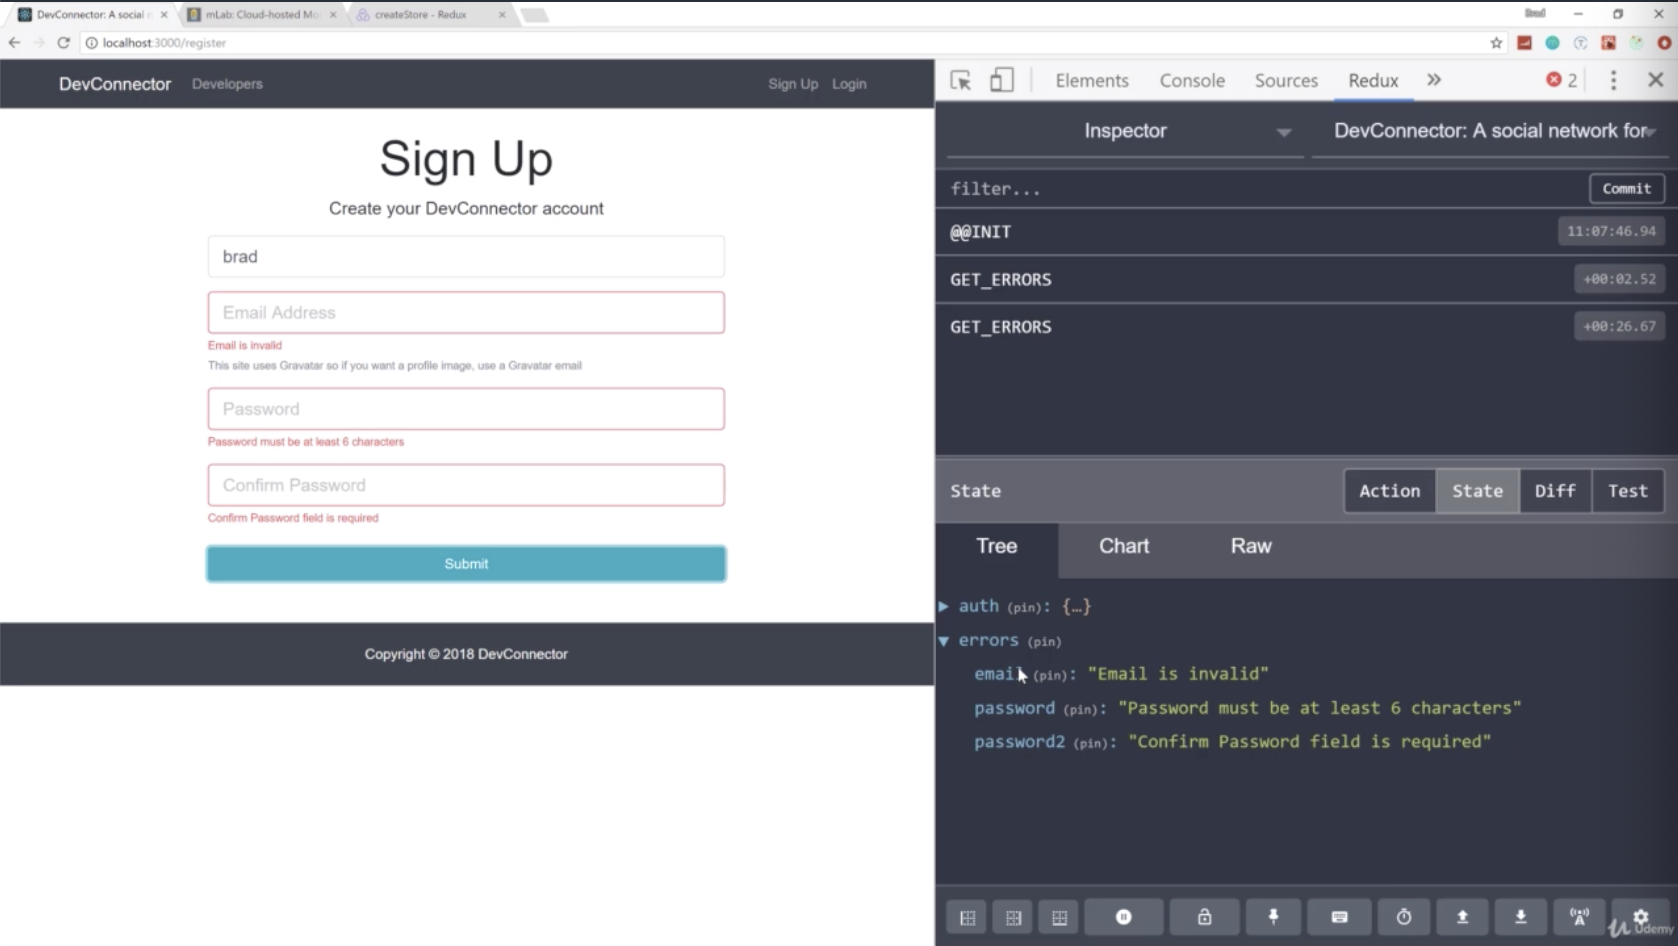 DevConnector: A social n
mLab: Cloud-hosted Mo
createStore - Redux
Brad
localhost:3000/register
DevConnector Developers Sign Up Login
Sign Up
Create your DevConnector account
brad
Email Address
Email is invalid
This site uses Gravatar so if you want a profile image, use a Gravatar email
Password
Password must be at least 6 characters
Confirm Password
Confirm Password field is required
Submit
Copyright © 2018 DevConnector
Elements Console Sources Redux » 2
Inspector DevConnector: A social network for
filter... Commit
@@INIT 11:07:46.94
GET_ERRORS +00:02.52
GET_ERRORS +00:26.67
State Action State Diff Test
Tree Chart Raw
auth (pin): {…}
errors (pin)
email (pin): "Email is invalid"
password (pin): "Password must be at least 6 characters"
password2 (pin): "Confirm Password field is required"
Udemy